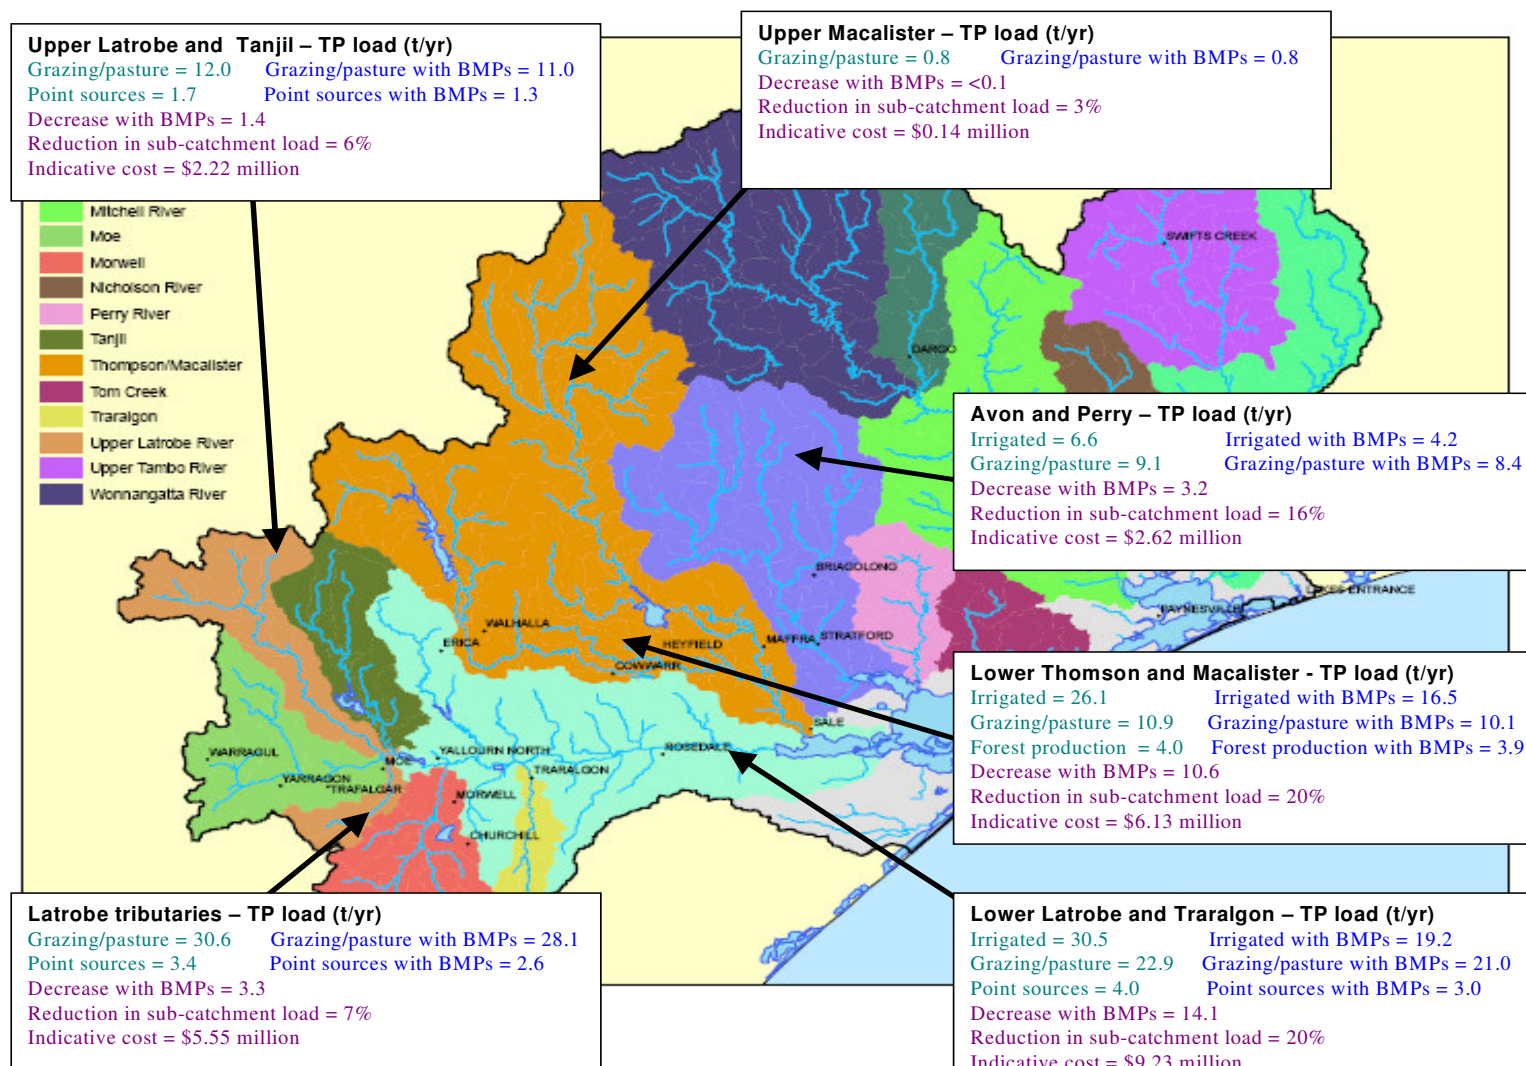 Upper Latrobe and Tanjil – TP load (t/yr)
Grazing/pasture = 12.0 Grazing/pasture with BMPs = 11.0
Point sources = 1.7 Point sources with BMPs = 1.3
Decrease with BMPs = 1.4
Reduction in sub-catchment load = 6%
Indicative cost = $2.22 million
Upper Macalister – TP load (t/yr)
Grazing/pasture = 0.8 Grazing/pasture with BMPs = 0.8
Decrease with BMPs = <0.1
Reduction in sub-catchment load = 3%
Indicative cost = $0.14 million
Mitchell River
Moe
Morwell
Nicholson River
Perry River
Tanjil
Thompson/Macalister
Tom Creek
Traralgon
Upper Latrobe River
Upper Tambo River
Wonnangatta River
SWIFTS CREEK
DARGO
Avon and Perry – TP load (t/yr)
Irrigated = 6.6 Irrigated with BMPs = 4.2
Grazing/pasture = 9.1 Grazing/pasture with BMPs = 8.4
Decrease with BMPs = 3.2
Reduction in sub-catchment load = 16%
Indicative cost = $2.62 million
BRIAGOLONG
LAKES ENTRANCE
PAYNESVILLE
WALHALLA
ERICA
HEYFIELD
MAFFRA
STRATFORD
COWWARR
SALE
Lower Thomson and Macalister - TP load (t/yr)
Irrigated = 26.1 Irrigated with BMPs = 16.5
Grazing/pasture = 10.9 Grazing/pasture with BMPs = 10.1
Forest production = 4.0 Forest production with BMPs = 3.9
Decrease with BMPs = 10.6
Reduction in sub-catchment load = 20%
Indicative cost = $6.13 million
WARRAGUL
YARRAGON
TRAFALGAR
MOE
YALLOURN NORTH
ROSEDALE
TRARALGON
MORWELL
CHURCHILL
Latrobe tributaries – TP load (t/yr)
Grazing/pasture = 30.6 Grazing/pasture with BMPs = 28.1
Point sources = 3.4 Point sources with BMPs = 2.6
Decrease with BMPs = 3.3
Reduction in sub-catchment load = 7%
Indicative cost = $5.55 million
Lower Latrobe and Traralgon – TP load (t/yr)
Irrigated = 30.5 Irrigated with BMPs = 19.2
Grazing/pasture = 22.9 Grazing/pasture with BMPs = 21.0
Point sources = 4.0 Point sources with BMPs = 3.0
Decrease with BMPs = 14.1
Reduction in sub-catchment load = 20%
Indicative cost = $9.23 million